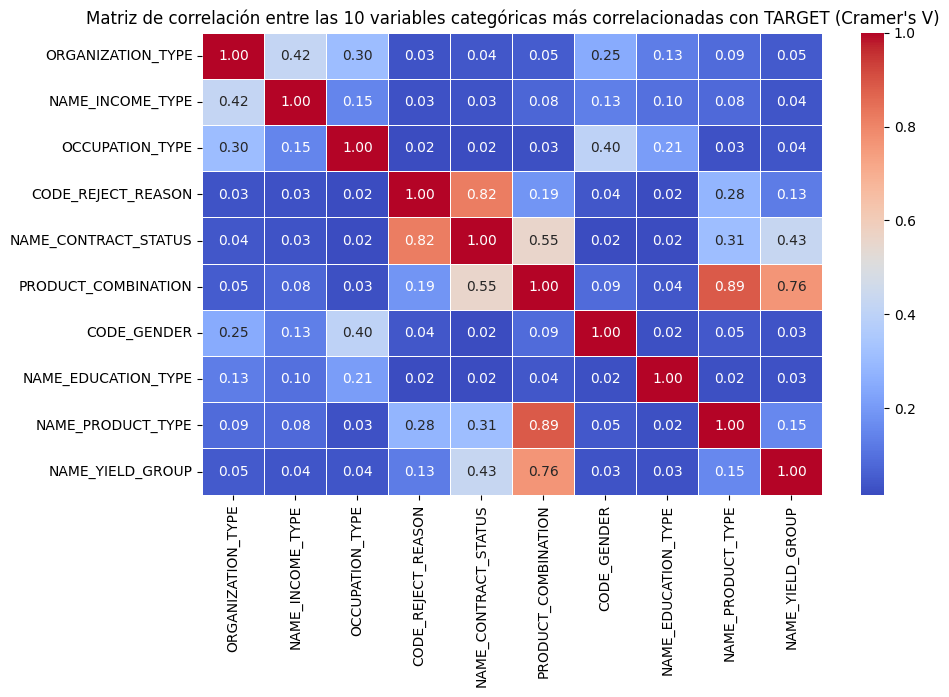 Matriz de correlación entre las 10 variables categóricas más correlacionadas con TARGET (Cramer's V)
ORGANIZATION_TYPE 1.00 0.42 0.30 0.03 0.04 0.05 0.25 0.13 0.09 0.05
NAME_INCOME_TYPE 0.42 1.00 0.15 0.03 0.03 0.08 0.13 0.10 0.08 0.04
OCCUPATION_TYPE 0.30 0.15 1.00 0.02 0.02 0.03 0.40 0.21 0.03 0.04
CODE_REJECT_REASON 0.03 0.03 0.02 1.00 0.82 0.19 0.04 0.02 0.28 0.13
NAME_CONTRACT_STATUS 0.04 0.03 0.02 0.82 1.00 0.55 0.02 0.02 0.31 0.43
PRODUCT_COMBINATION 0.05 0.08 0.03 0.19 0.55 1.00 0.09 0.04 0.89 0.76
CODE_GENDER 0.25 0.13 0.40 0.04 0.02 0.09 1.00 0.02 0.05 0.03
NAME_EDUCATION_TYPE 0.13 0.10 0.21 0.02 0.02 0.04 0.02 1.00 0.02 0.03
NAME_PRODUCT_TYPE 0.09 0.08 0.03 0.28 0.31 0.89 0.05 0.02 1.00 0.15
NAME_YIELD_GROUP 0.05 0.04 0.04 0.13 0.43 0.76 0.03 0.03 0.15 1.00
ORGANIZATION_TYPE
NAME_INCOME_TYPE
OCCUPATION_TYPE
CODE_REJECT_REASON
NAME_CONTRACT_STATUS
PRODUCT_COMBINATION
CODE_GENDER
NAME_EDUCATION_TYPE
NAME_PRODUCT_TYPE
NAME_YIELD_GROUP
1.0
0.8
0.6
0.4
0.2